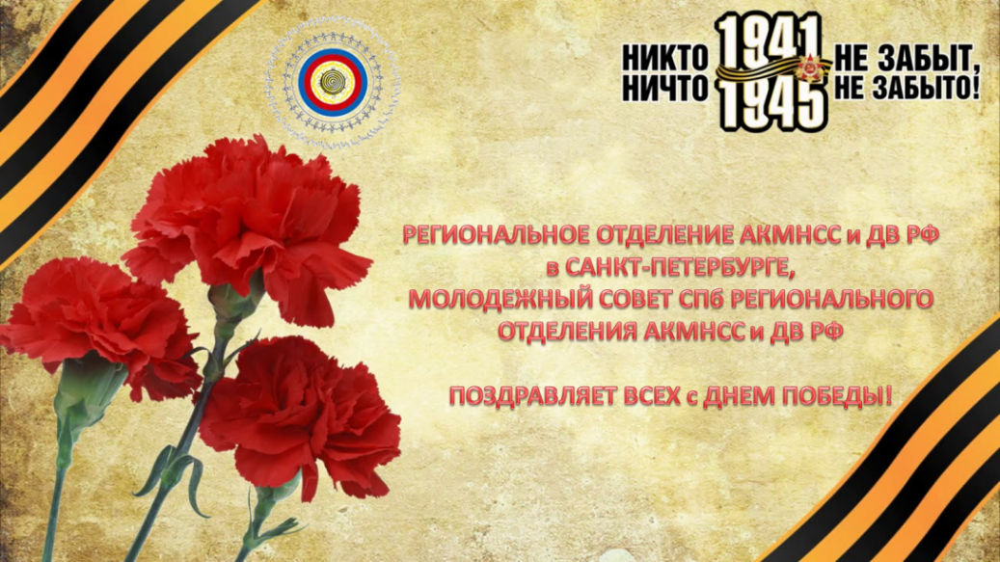 НИКТО 1941 НЕ ЗАБЫТ,
НИЧТО 1945 НЕ ЗАБЫТО!
РЕГИОНАЛЬНОЕ ОТДЕЛЕНИЕ АКМНСС и ДВ РФ
в САНКТ-ПЕТЕРБУРГЕ,
МОЛОДЕЖНЫЙ СОВЕТ СПб РЕГИОНАЛЬНОГО
ОТДЕЛЕНИЯ АКМНСС и ДВ РФ
ПОЗДРАВЛЯЕТ ВСЕХ с ДНЕМ ПОБЕДЫ!